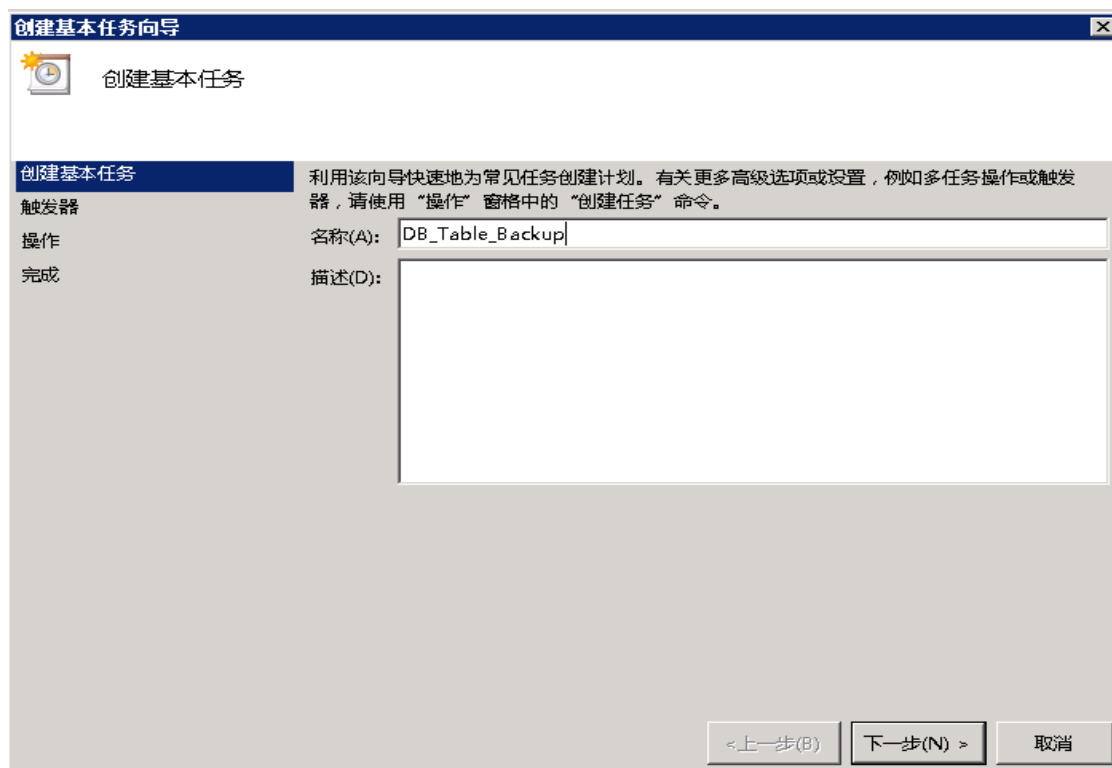 创建基本任务向导
创建基本任务
创建基本任务
触发器
操作
完成
利用该向导快速地为常见任务创建计划。有关更多高级选项或设置，例如多任务操作或触发
器，请使用“操作”窗格中的“创建任务”命令。
名称(A): DB_Table_Backup
描述(D):
<上一步(B) 下一步(N) > 取消